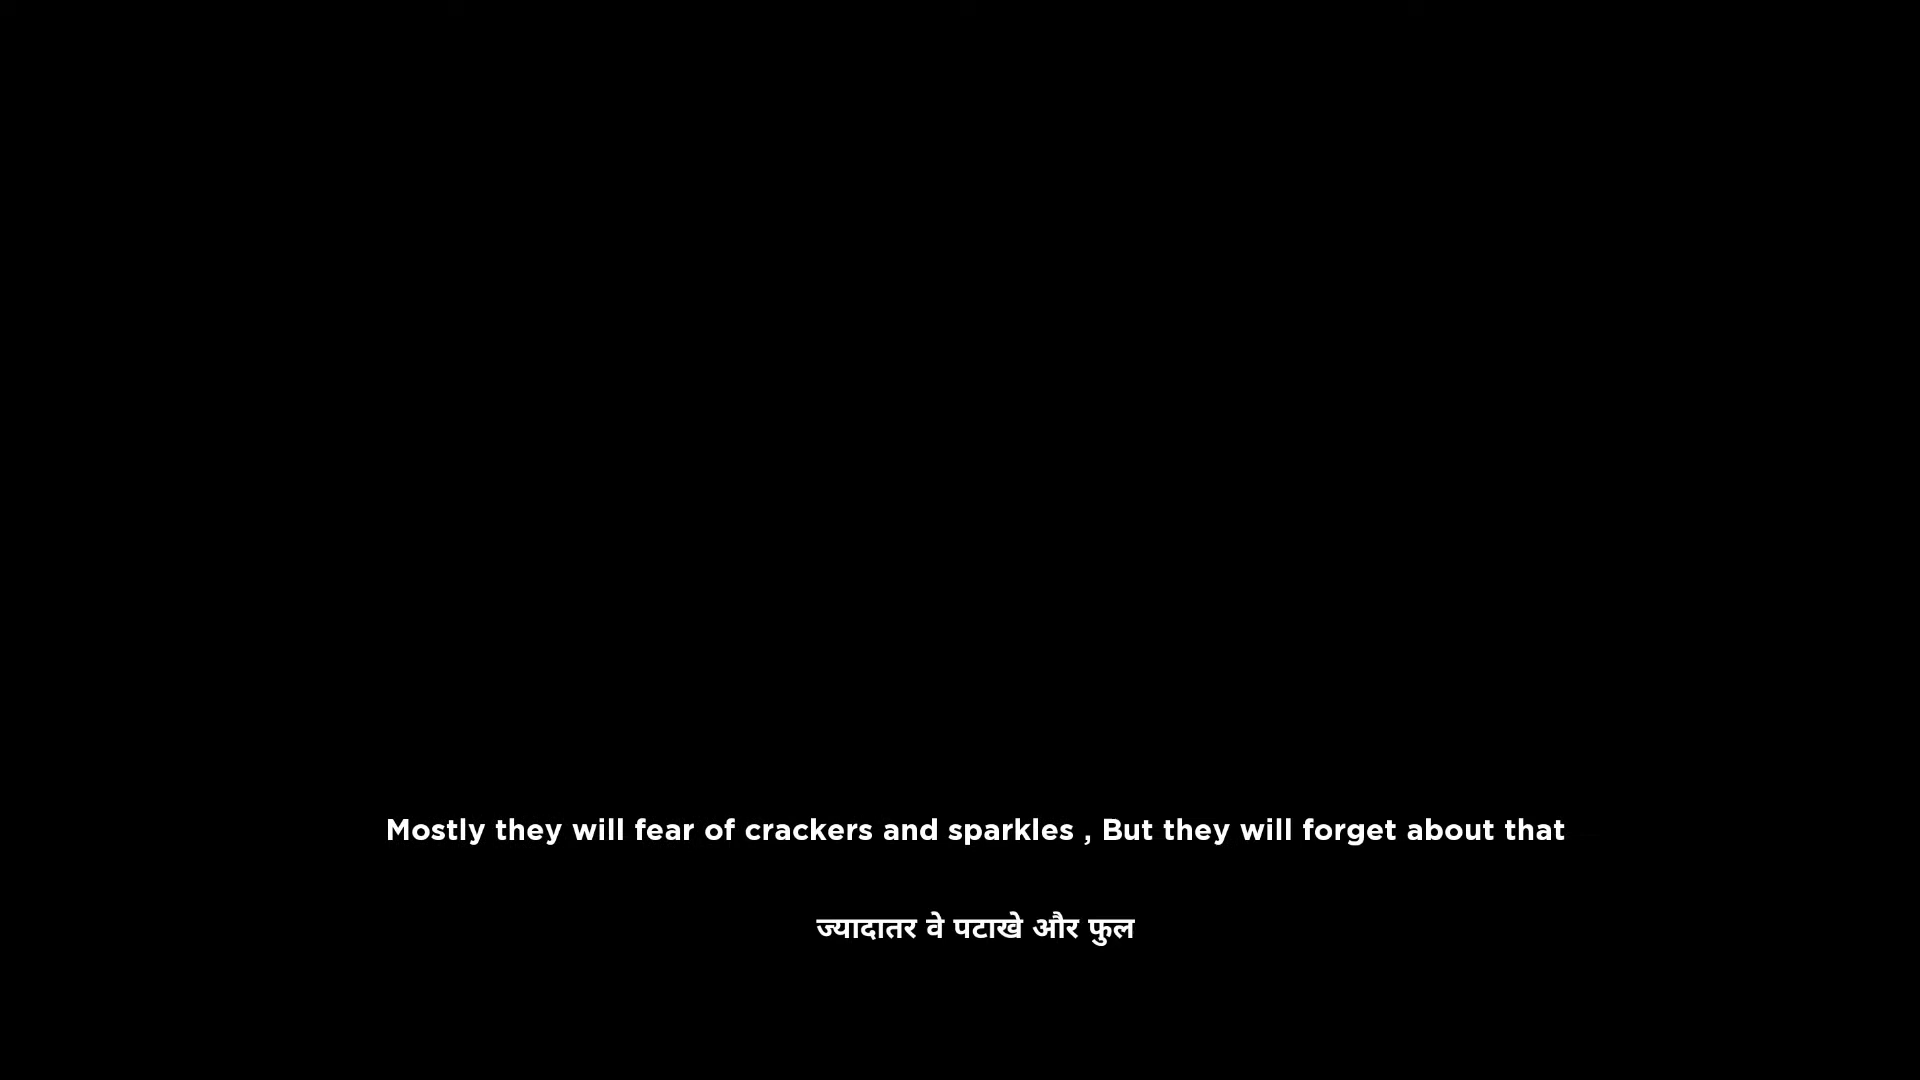 Mostly they will fear of crackers and sparkles , But they will forget about that
ज्यादातर वे पटाखे और फुल